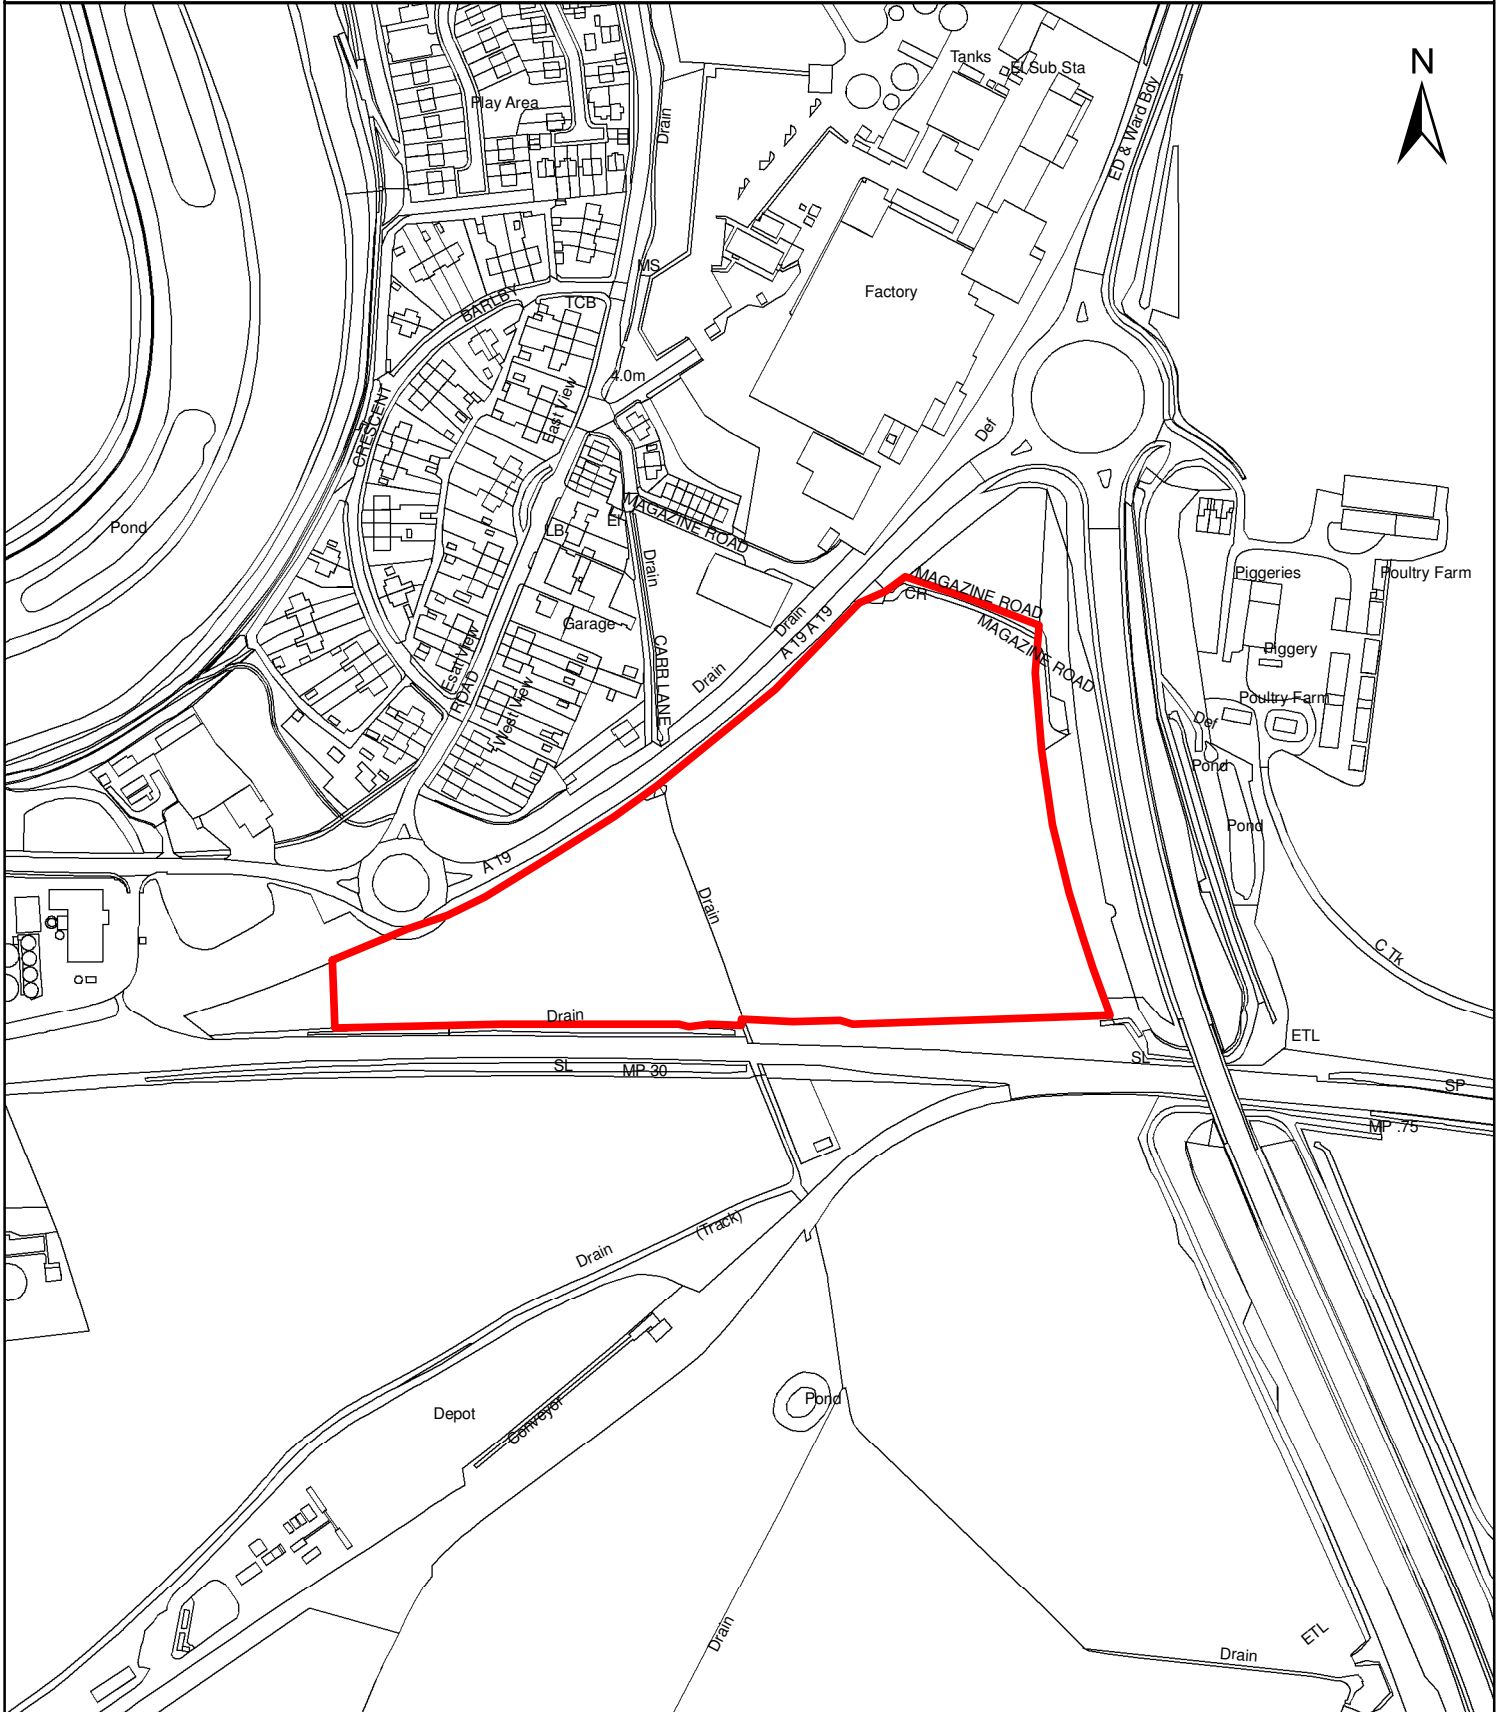 N
Tanks
El Sub Sta
Play Area
Drain
ED & Ward Bdy
MS
Factory
BARLBY
TCB
4.0m
CRESCENT
East View
Def
Pond
LB
El
MAGAZINE ROAD
Drain
Piggeries
Poultry Farm
MAGAZINE ROAD
CR
Garage
Drain
A 19 A 19
MAGAZINE ROAD
Piggery
CARR LANE
Esat View
ROAD
West View
Drain
Poultry Farm
Def
Pond
Pond
A 19
Drain
C Tk
Drain
ETL
SL
SL
MP 30
SP
MP .75
(Track)
Drain
Pond
Depot
Conveyor
Drain
ETL
Drain